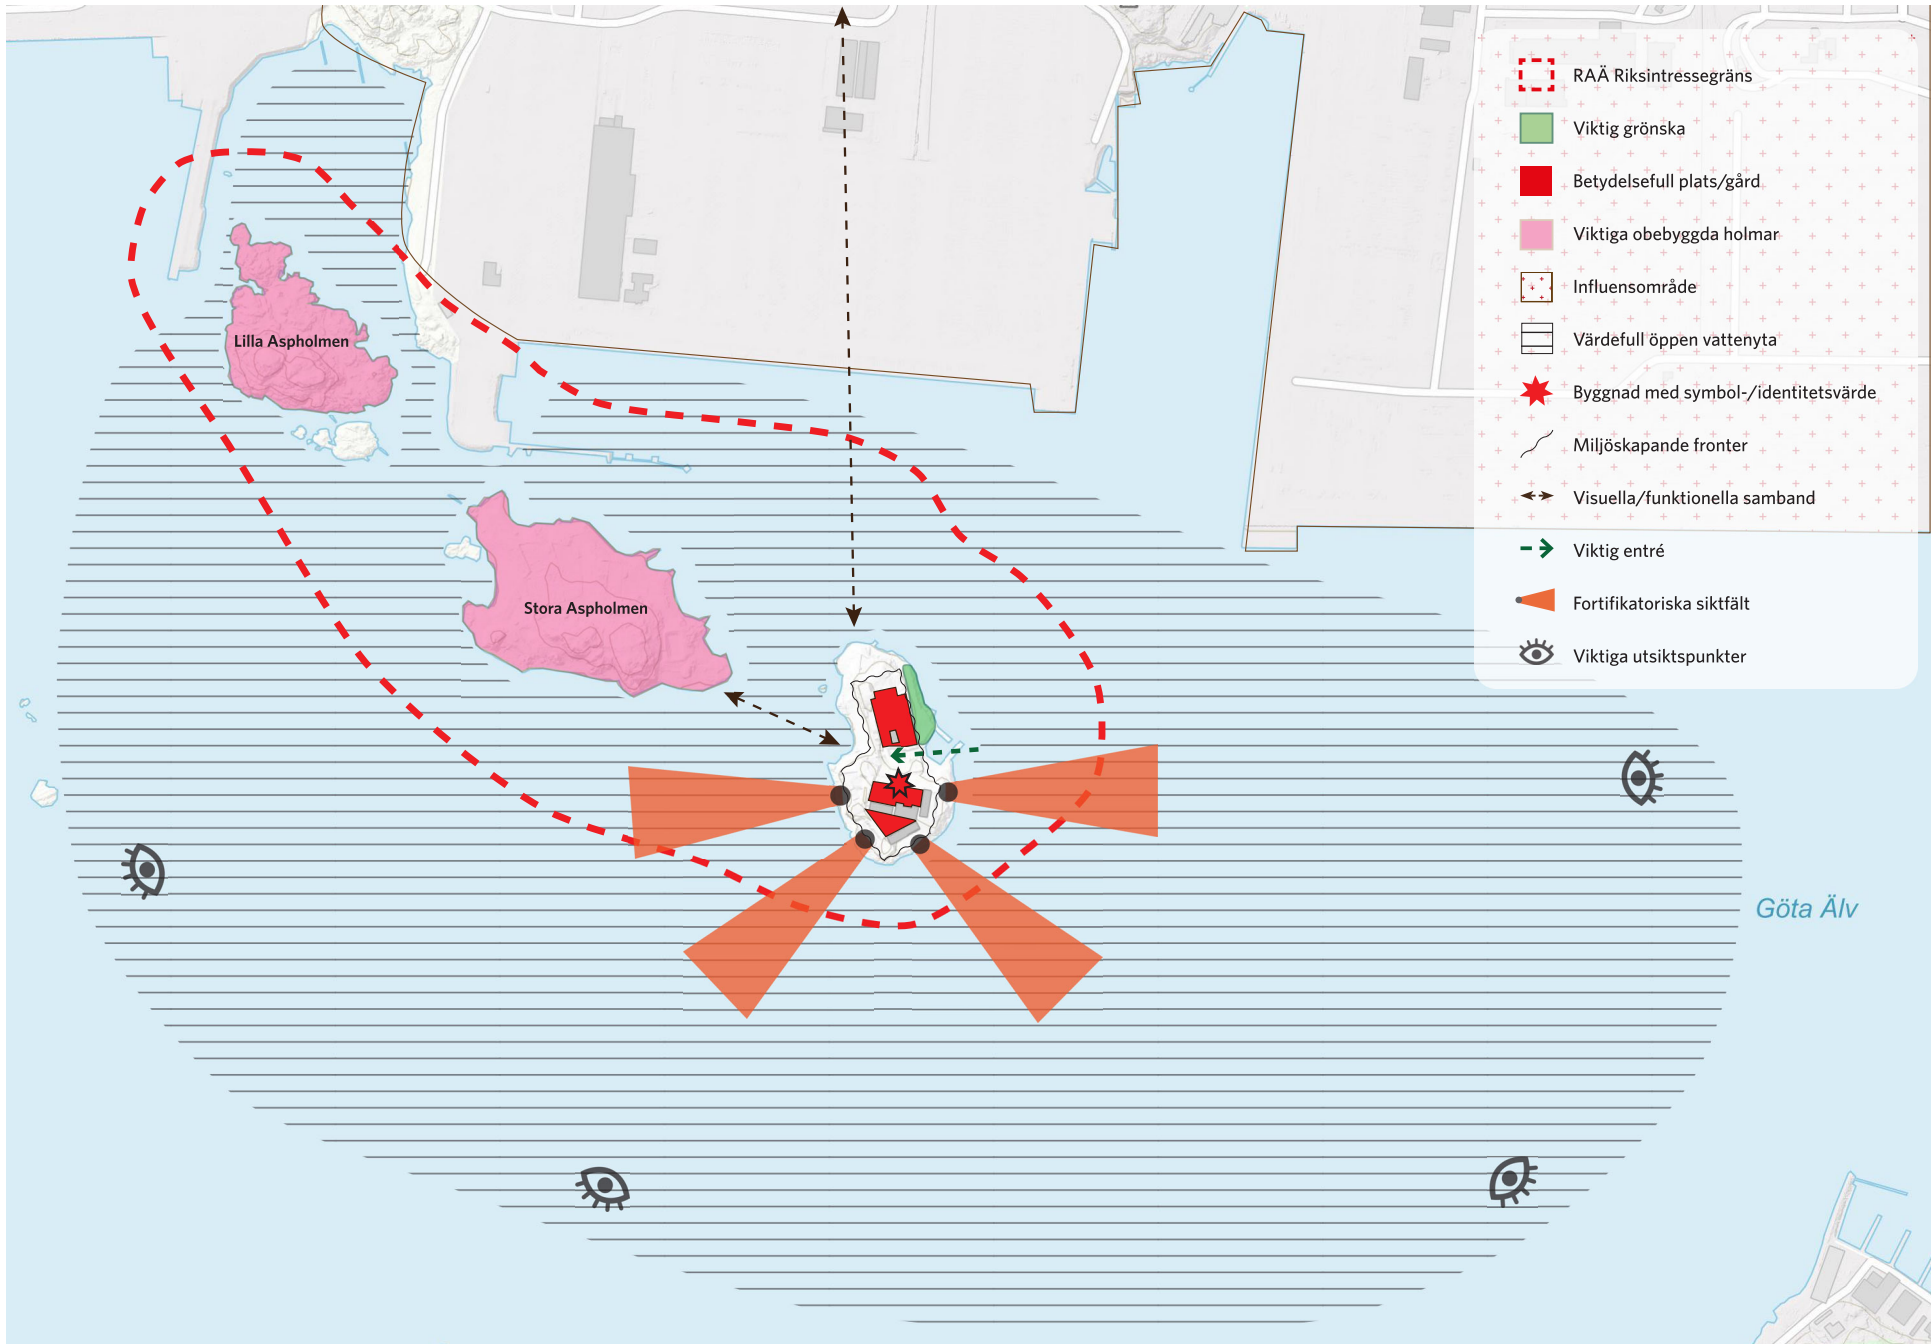 RAÄ Riksintressegräns
Viktig grönska
Betydelsefull plats/gård
Viktiga obebyggda holmar
Influensområde
Värdefull öppen vattenyta
Byggnad med symbol-/identitetsvärde
Miljöskapande fronter
Visuella/funktionella samband
Viktig entré
Fortifikatoriska siktfält
Viktiga utsiktspunkter
Lilla Aspholmen
Stora Aspholmen
Göta Älv